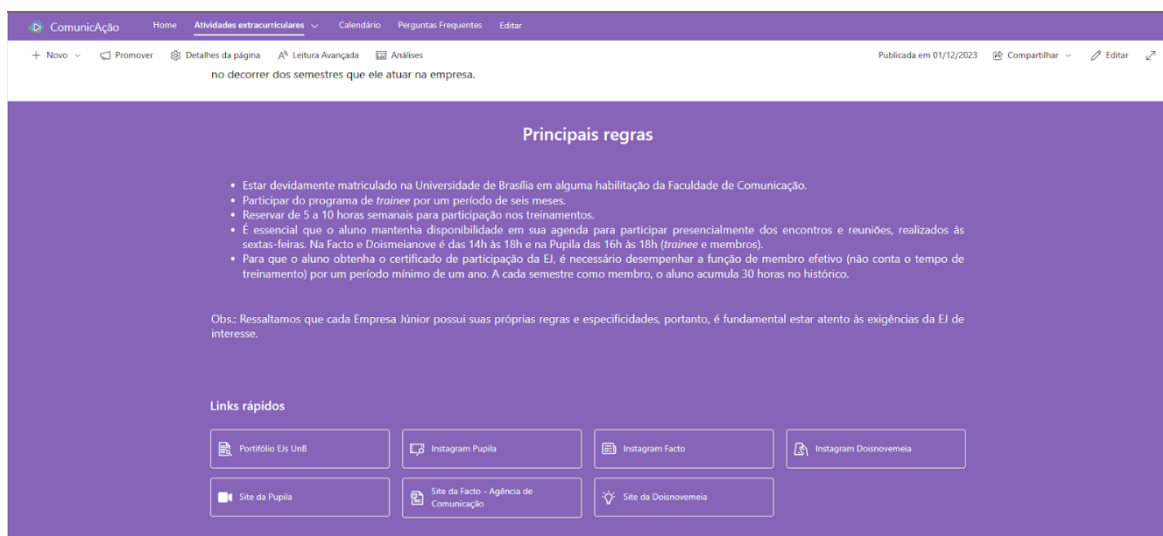 ComunicAção Home Atividades extracurriculares Calendário Perguntas Frequentes Editar
Novo Promover Detalhes da página Leitura Avançada Análises Publicada em 01/12/2023 Compartilhar Editar
no decorrer dos semestres que ele atuar na empresa.
Principais regras
• Estar devidamente matriculado na Universidade de Brasília em alguma habilitação da Faculdade de Comunicação.
• Participar do programa de trainee por um período de seis meses.
• Reservar de 5 a 10 horas semanais para participação nos treinamentos.
• É essencial que o aluno mantenha disponibilidade em sua agenda para participar presencialmente dos encontros e reuniões, realizados às
sextas-feiras. Na Facto e Doismeianove é das 14h às 18h e na Pupila das 16h às 18h (trainee e membros).
• Para que o aluno obtenha o certificado de participação da EJ, é necessário desempenhar a função de membro efetivo (não conta o tempo de
treinamento) por um período mínimo de um ano. A cada semestre como membro, o aluno acumula 30 horas no histórico.
Obs.: Ressaltamos que cada Empresa Júnior possui suas próprias regras e especificidades, portanto, é fundamental estar atento às exigências da EJ de
interesse.
Links rápidos
Portifólio EJs UnB
Instagram Pupila
Instagram Facto
Instagram Doisnovemeia
Site da Pupila
Site da Facto - Agência de
Comunicação
Site da Doisnovemeia